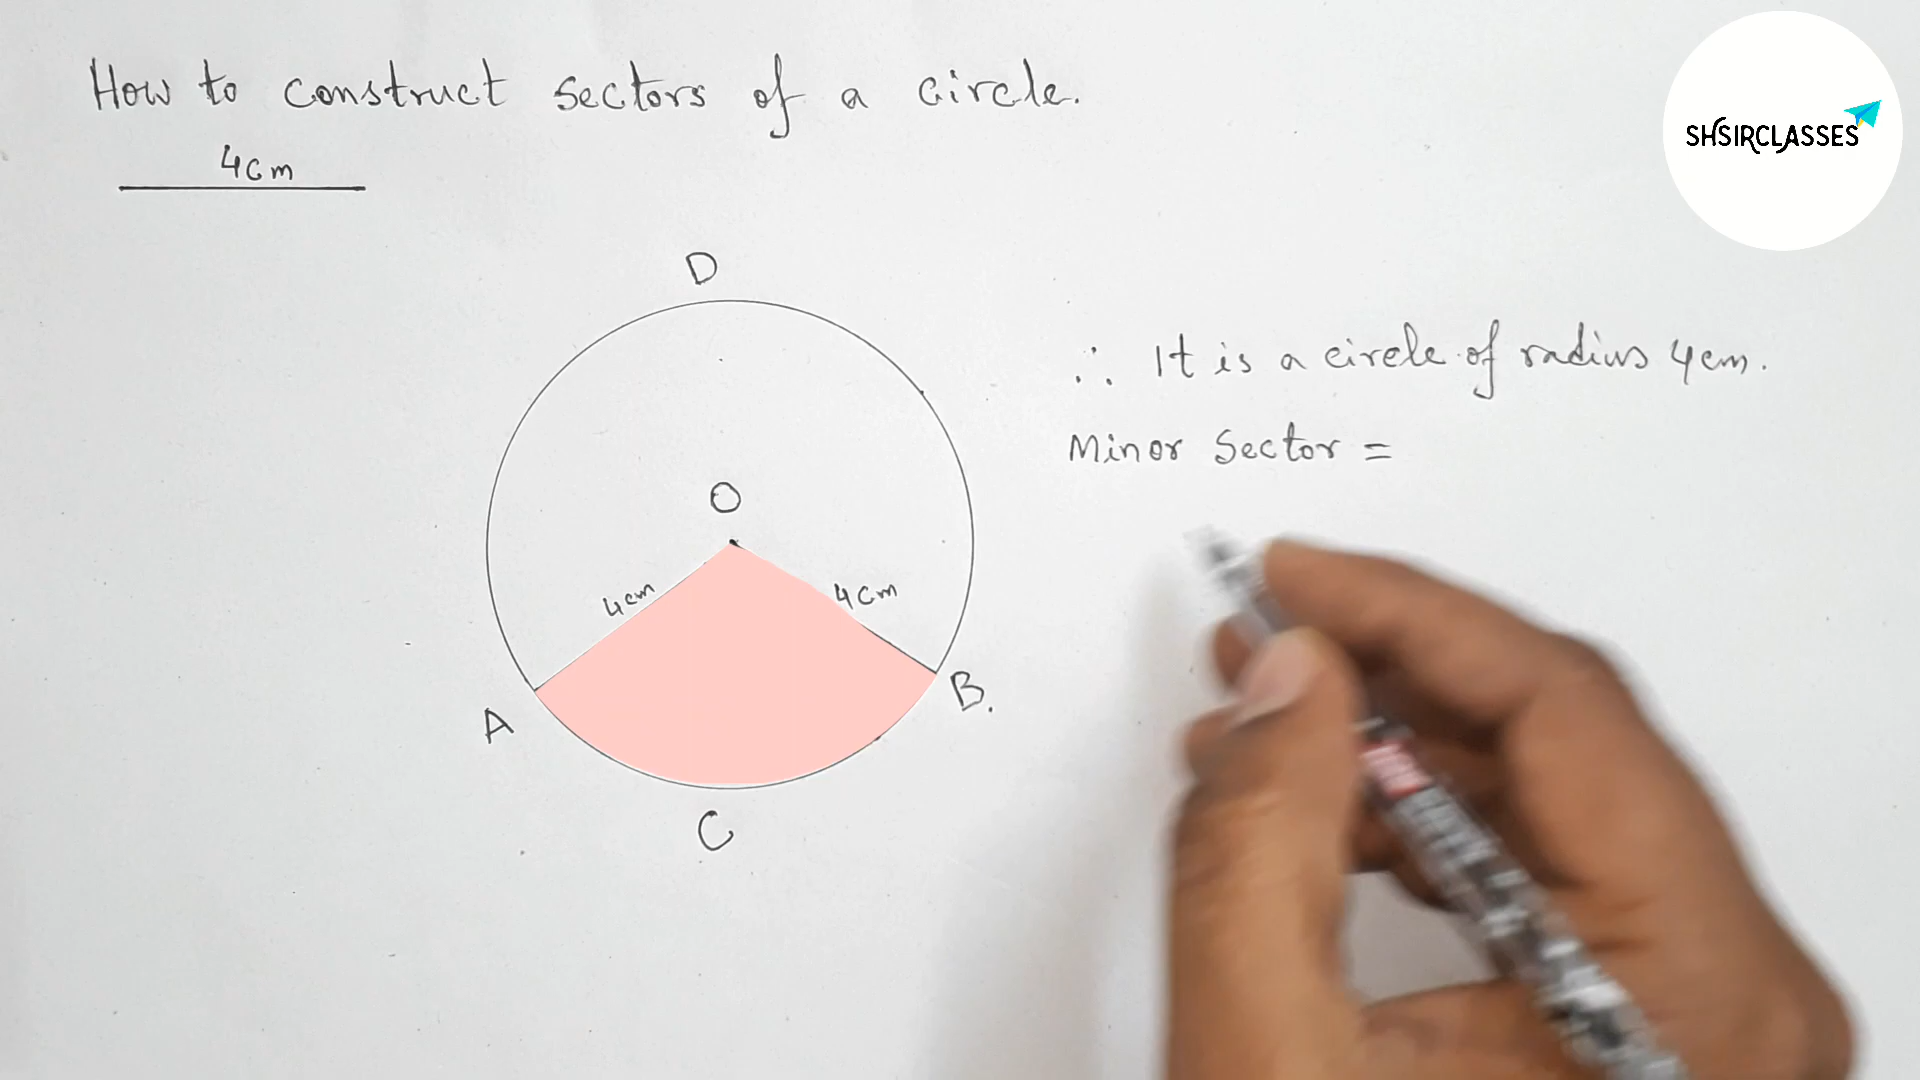 How to construct sectors of a circle.
SHSIRCLASSES
4cm
D
∴ It is a circle of radius 4cm.
Minor Sector =
O
4cm
4cm
A
B.
C